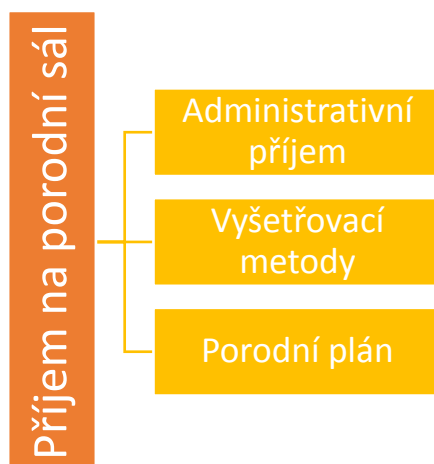 Příjem na porodní sál
Administrativní
příjem
Vyšetřovací
metody
Porodní plán